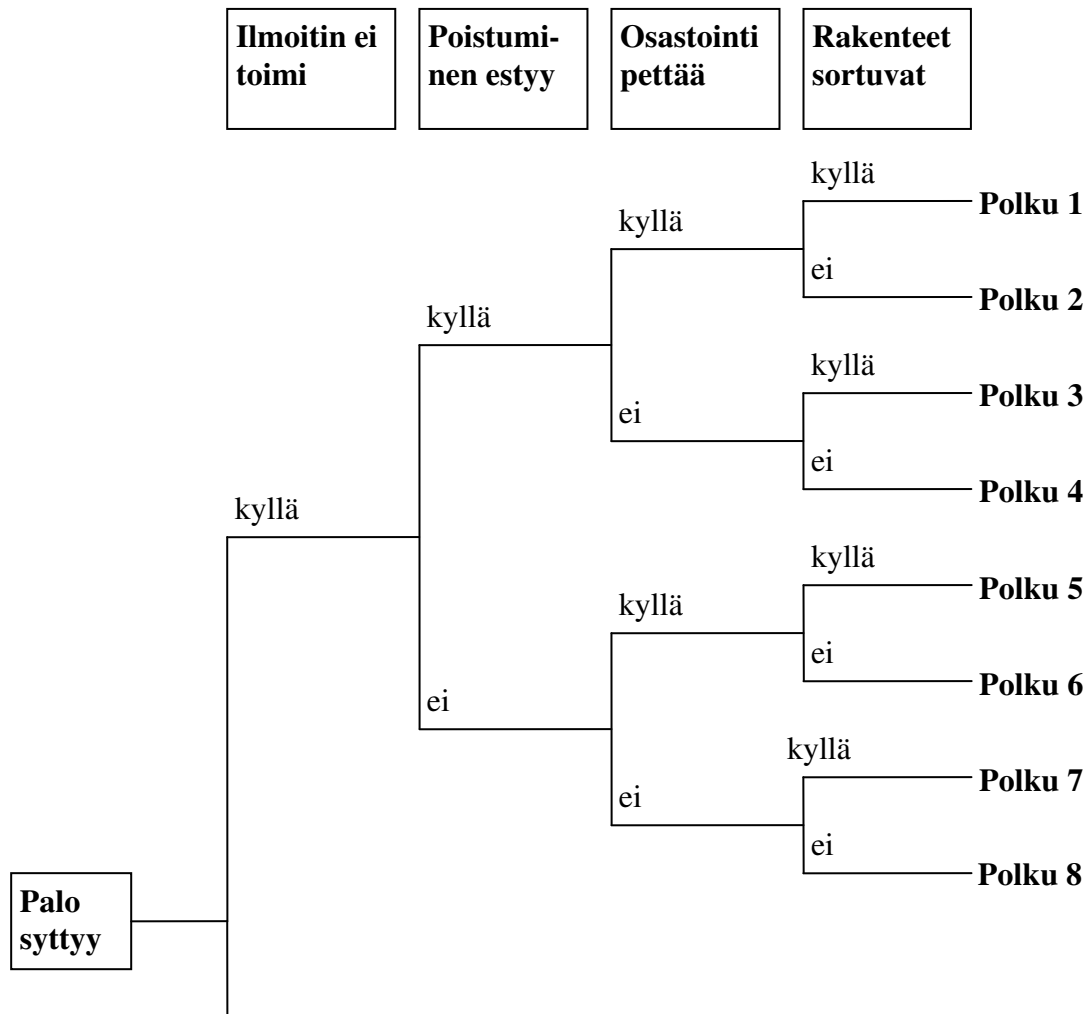 Ilmoitin ei
toimi
Poistumi-
nen estyy
Osastointi
pettää
Rakenteet
sortuvat
kyllä
Polku 1
kyllä
ei
Polku 2
kyllä
kyllä
Polku 3
ei
ei
Polku 4
kyllä
kyllä
Polku 5
kyllä
ei
Polku 6
ei
kyllä
Polku 7
ei
ei
Polku 8
Palo
syttyy